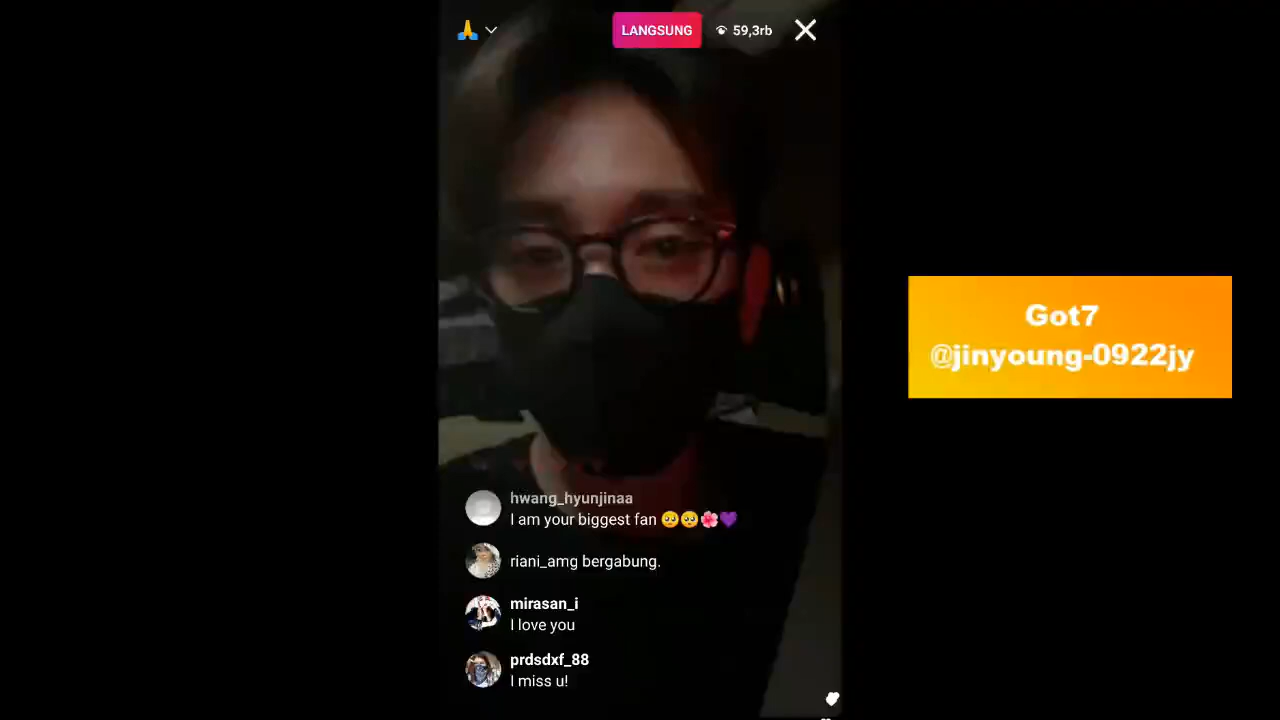 LANGSUNG
59,3rb
Got7
@jinyoung-0922jy
hwang_hyunjinaa
I am your biggest fan 🥺🥺🌸💜
riani_amg bergabung.
mirasan_i
I love you
prdsdxf_88
I miss u!